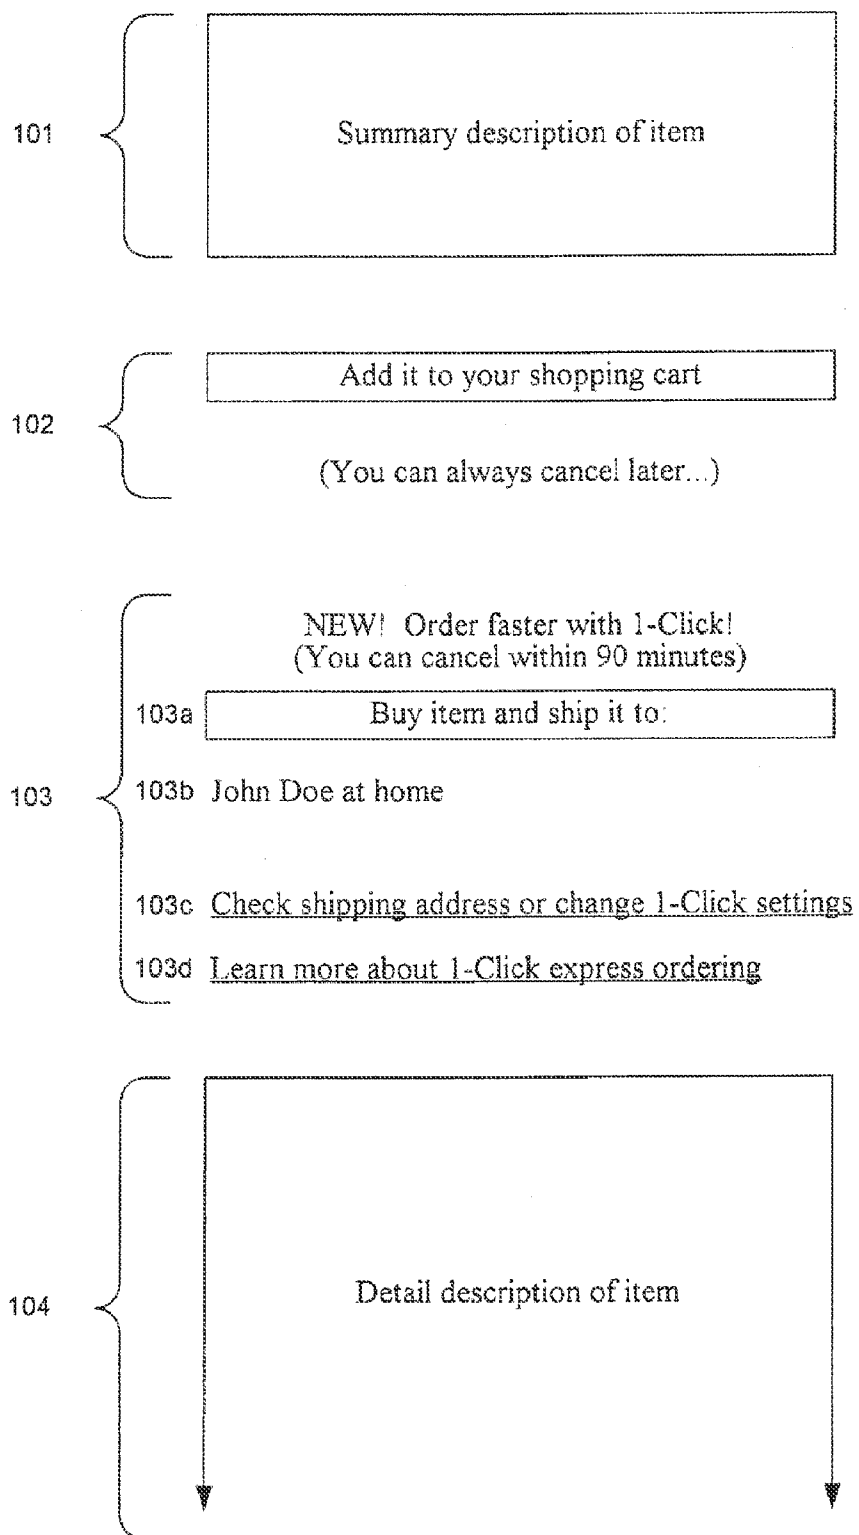 101
Summary description of item
102
Add it to your shopping cart
(You can always cancel later...)
103
NEW! Order faster with 1-Click!
(You can cancel within 90 minutes)
103a Buy item and ship it to:
103b John Doe at home
103c Check shipping address or change 1-Click settings
103d Learn more about 1-Click express ordering
104
Detail description of item